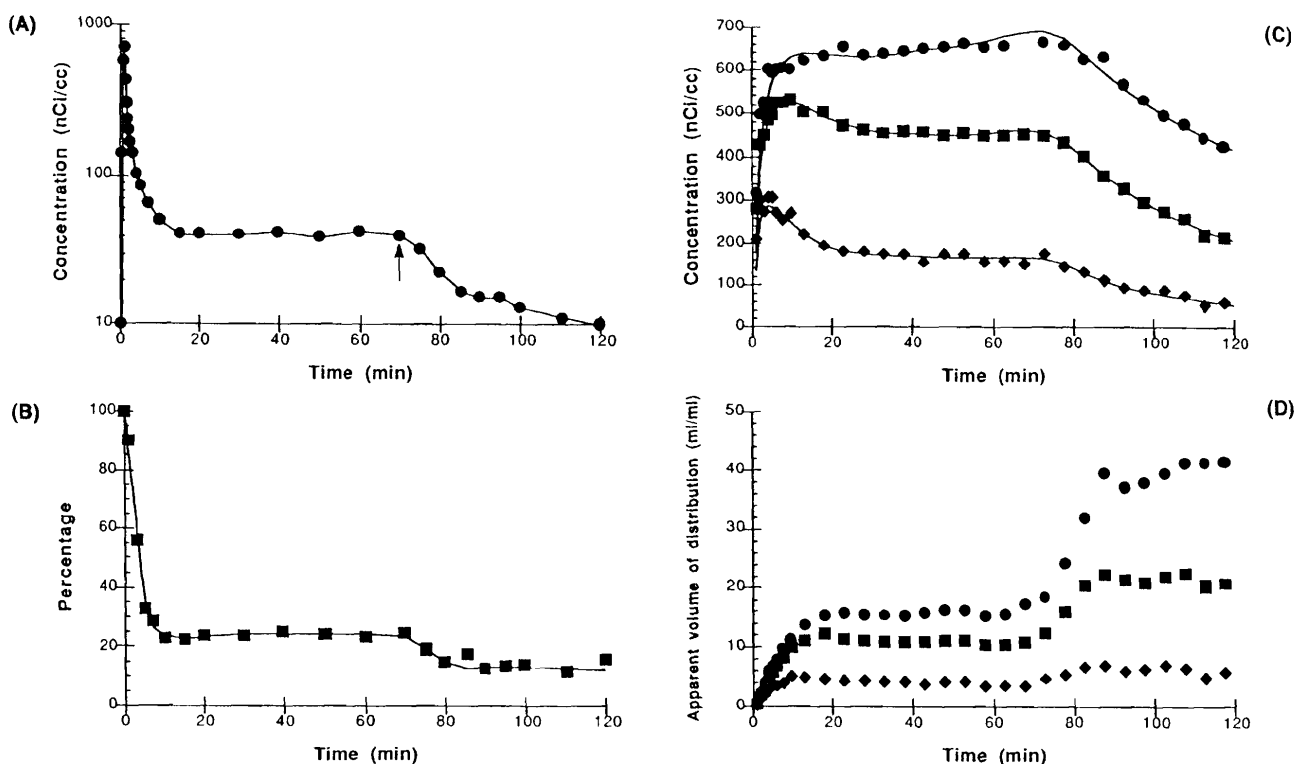 (A)
Concentration (nCi/cc)
1000
100
10
0 20 40 60 80 100 120
Time (min)
(B)
Percentage
100
80
60
40
20
0
0 20 40 60 80 100 120
Time (min)
(C)
Concentration (nCi/cc)
700
600
500
400
300
200
100
0
0 20 40 60 80 100 120
Time (min)
(D)
Apparent volume of distribution (ml/ml)
50
40
30
20
10
0
0 20 40 60 80 100 120
Time (min)